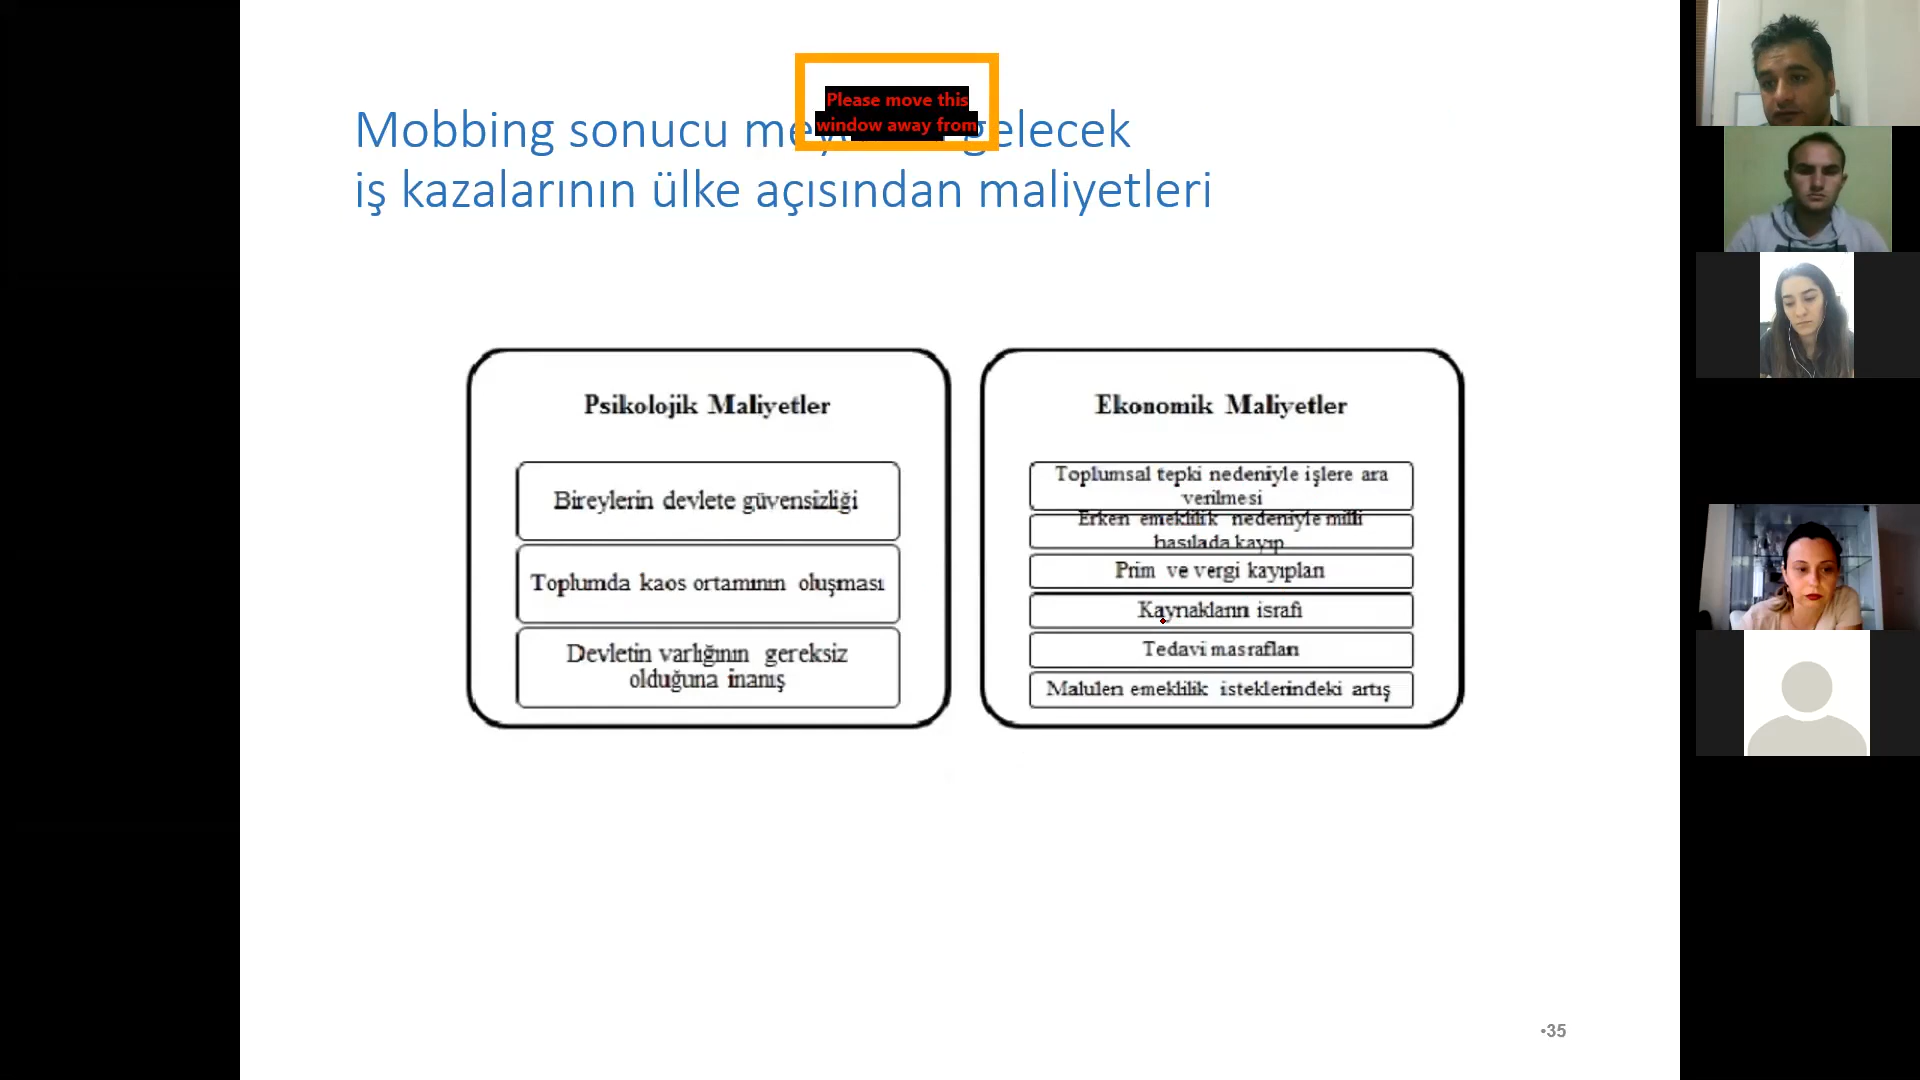 Please move this
window away from
Mobbing sonucu gelecek
iş kazalarının ülke açısından maliyetleri
Psikolojik Maliyetler
Bireylerin devlete güvensizliği
Toplumda kaos ortamının oluşması
Devletin varlığının gereksiz
olduğuna inanış
Ekonomik Maliyetler
Toplumsal tepki nedeniyle işlere ara
verilmesi
Erken emeklilik nedeniyle milli
hasılada kayıp
Prim ve vergi kayıpları
Kaynakların israfı
Tedavi masrafları
Malulen emeklilik isteklerindeki artış
•35